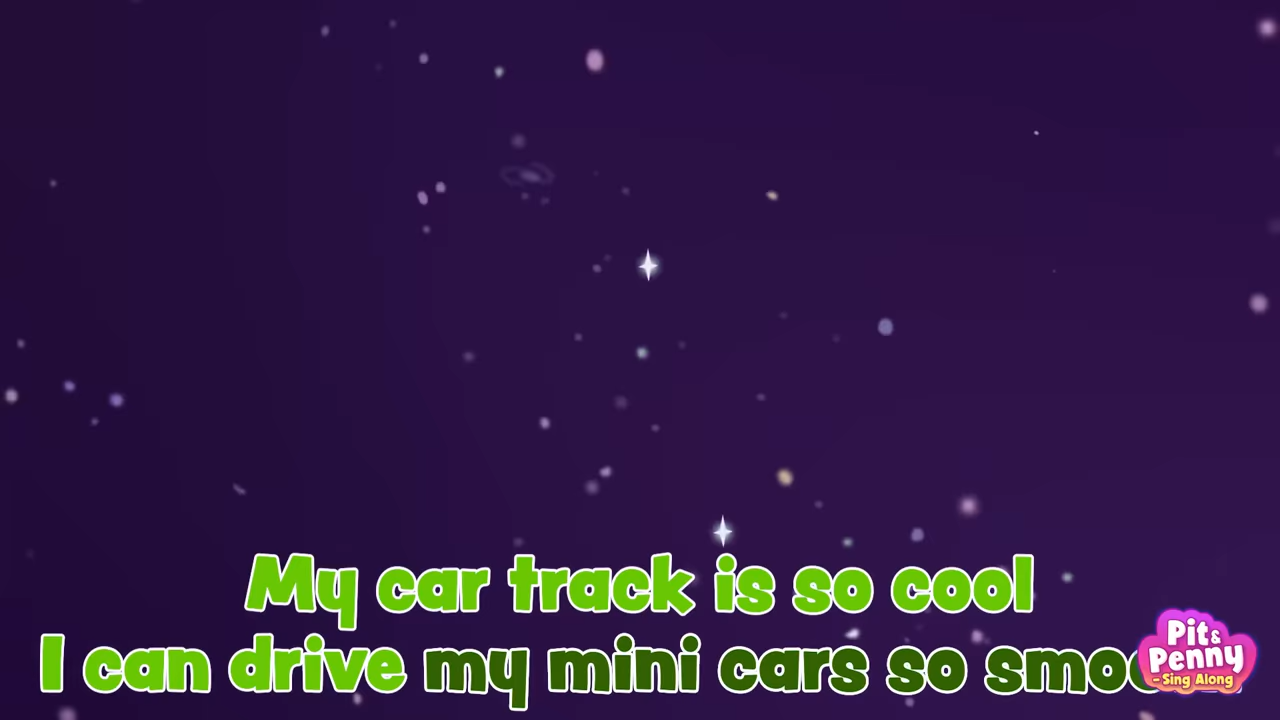 My car track is so cool
I can drive my mini cars so
Pit &
Penny
- Sing Along